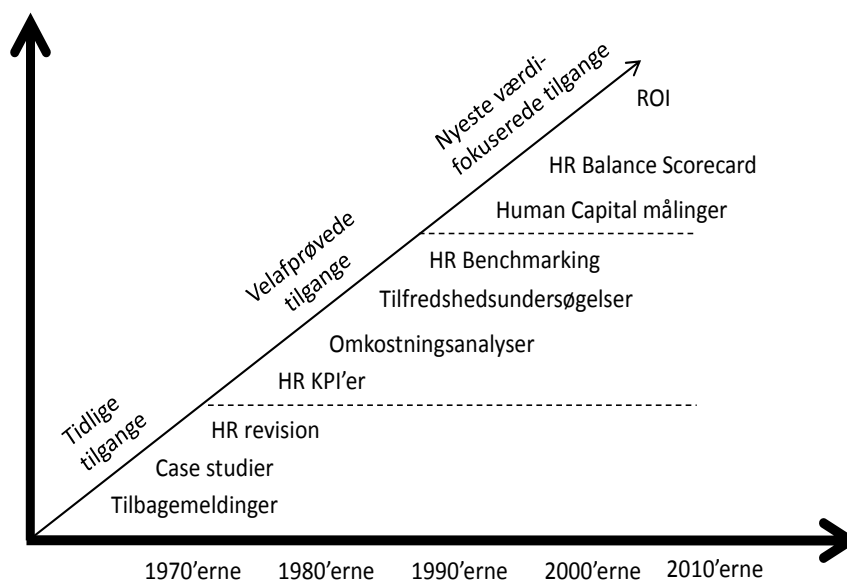 Nyeste værdi-
fokuserede tilgange
ROI
HR Balance Scorecard
Human Capital målinger
Velafprøvede
tilgange
HR Benchmarking
Tilfredshedsundersøgelser
Omkostningsanalyser
HR KPI’er
Tidlige
tilgange
HR revision
Case studier
Tilbagemeldinger
1970’erne
1980’erne
1990’erne
2000’erne
2010’erne